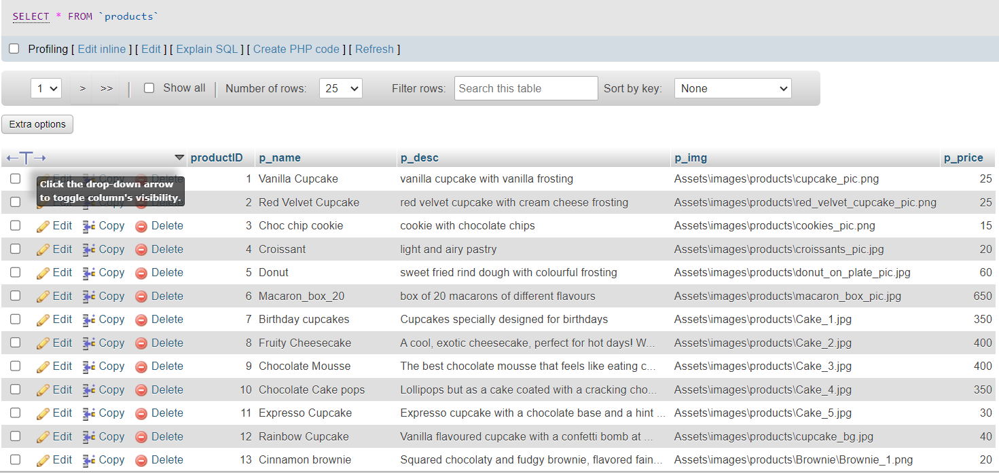 SELECT * FROM `products`
Profiling [ Edit inline ] [ Edit ] [ Explain SQL ] [ Create PHP code ] [ Refresh ]
1 > >> | Show all | Number of rows: 25 Filter rows: Search this table Sort by key: None
Extra options
←T→ productID p_name p_desc p_img p_price
Click the drop-down arrow
to toggle column's visibility.
Delete 1 Vanilla Cupcake vanilla cupcake with vanilla frosting Assets\images\products\cupcake_pic.png 25
2 Red Velvet Cupcake red velvet cupcake with cream cheese frosting Assets\images\products\red_velvet_cupcake_pic.png 25
Edit Copy Delete 3 Choc chip cookie cookie with chocolate chips Assets\images\products\cookies_pic.png 15
Edit Copy Delete 4 Croissant light and airy pastry Assets\images\products\croissants_pic.jpg 20
Edit Copy Delete 5 Donut sweet fried rind dough with colourful frosting Assets\images\products\donut_on_plate_pic.jpg 60
Edit Copy Delete 6 Macaron_box_20 box of 20 macarons of different flavours Assets\images\products\macaron_box_pic.jpg 650
Edit Copy Delete 7 Birthday cupcakes Cupcakes specially designed for birthdays Assets\images\products\Cake_1.jpg 350
Edit Copy Delete 8 Fruity Cheesecake A cool, exotic cheesecake, perfect for hot days! W... Assets\images\products\Cake_2.jpg 400
Edit Copy Delete 9 Chocolate Mousse The best chocolate mousse that feels like eating c... Assets\images\products\Cake_3.jpg 400
Edit Copy Delete 10 Chocolate Cake pops Lollipops but as a cake coated with a cracking cho... Assets\images\products\Cake_4.jpg 350
Edit Copy Delete 11 Expresso Cupcake Expresso cupcake with a chocolate base and a hint ... Assets\images\products\Cake_5.jpg 30
Edit Copy Delete 12 Rainbow Cupcake Vanilla flavoured cupcake with a confetti bomb at ... Assets\images\products\cupcake_bg.jpg 40
Edit Copy Delete 13 Cinnamon brownie Squared chocolaty and fudgy brownie, flavored fain... Assets\images\products\Brownie\Brownie_1.png 20